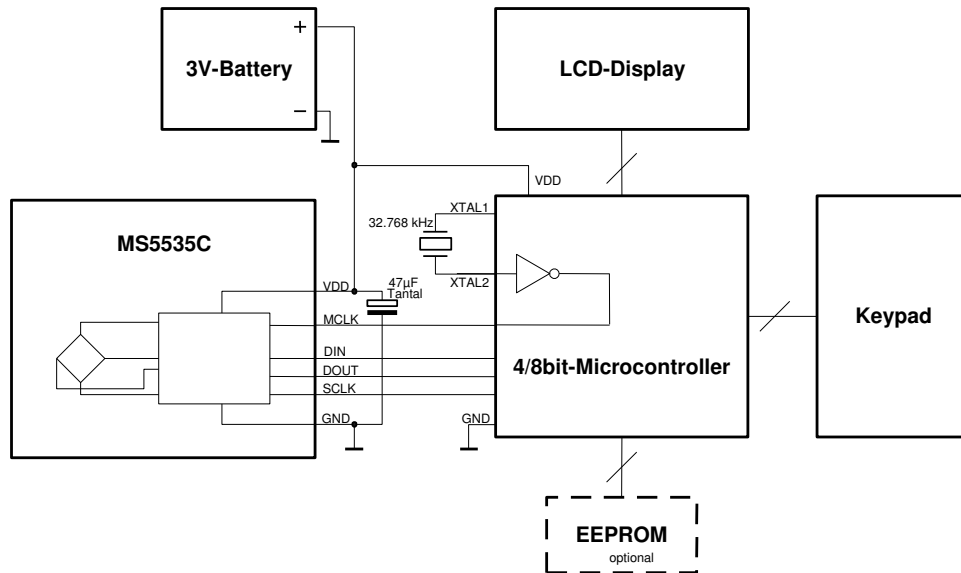 +
3V-Battery
−
LCD-Display
VDD
XTAL1
32.768 kHz
XTAL2
MS5535C
VDD
47µF
Tantal
MCLK
DIN
DOUT
SCLK
GND
GND
4/8bit-Microcontroller
Keypad
EEPROM
optional